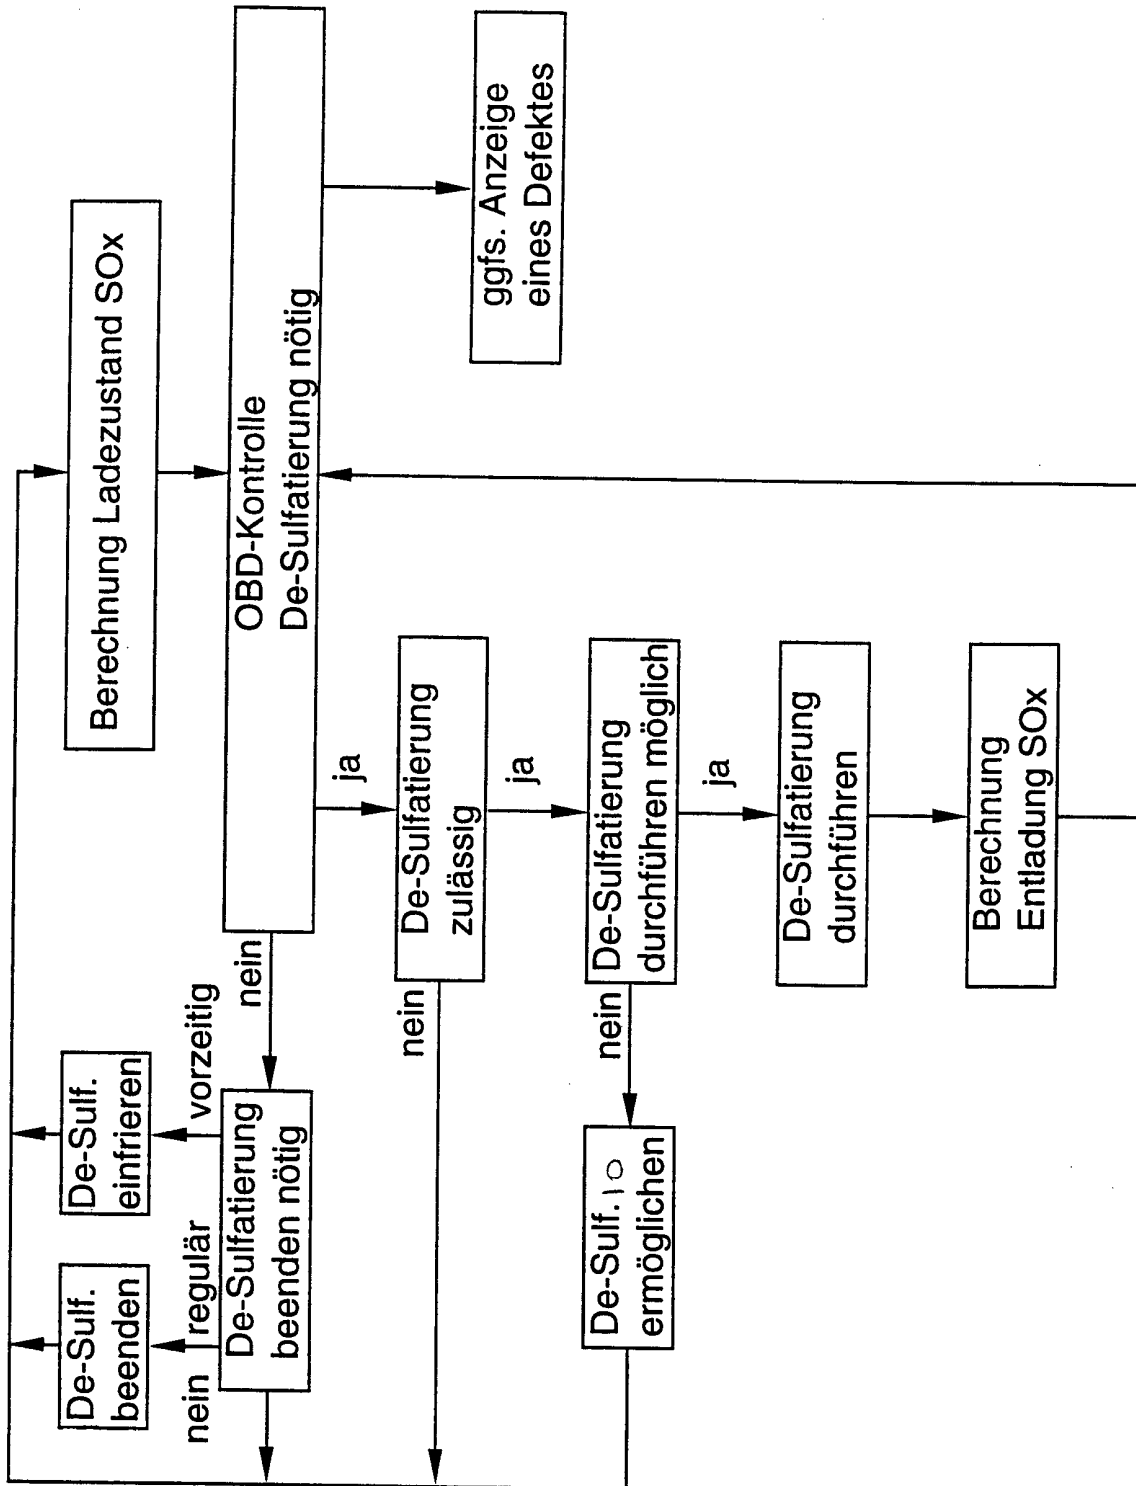 Berechnung Ladezustand SOx
OBD-Kontrolle
De-Sulfatierung nötig
ggfs. Anzeige
eines Defektes
nein
ja
De-Sulf.
einfrieren
vorzeitig
De-Sulf.
beenden
regulär
nein
De-Sulfatierung
beenden nötig
De-Sulfatierung
zulässig
nein
ja
De-Sulfatierung
durchführen möglich
nein
ja
De-Sulf. 10
ermöglichen
De-Sulfatierung
durchführen
Berechnung
Entladung SOx